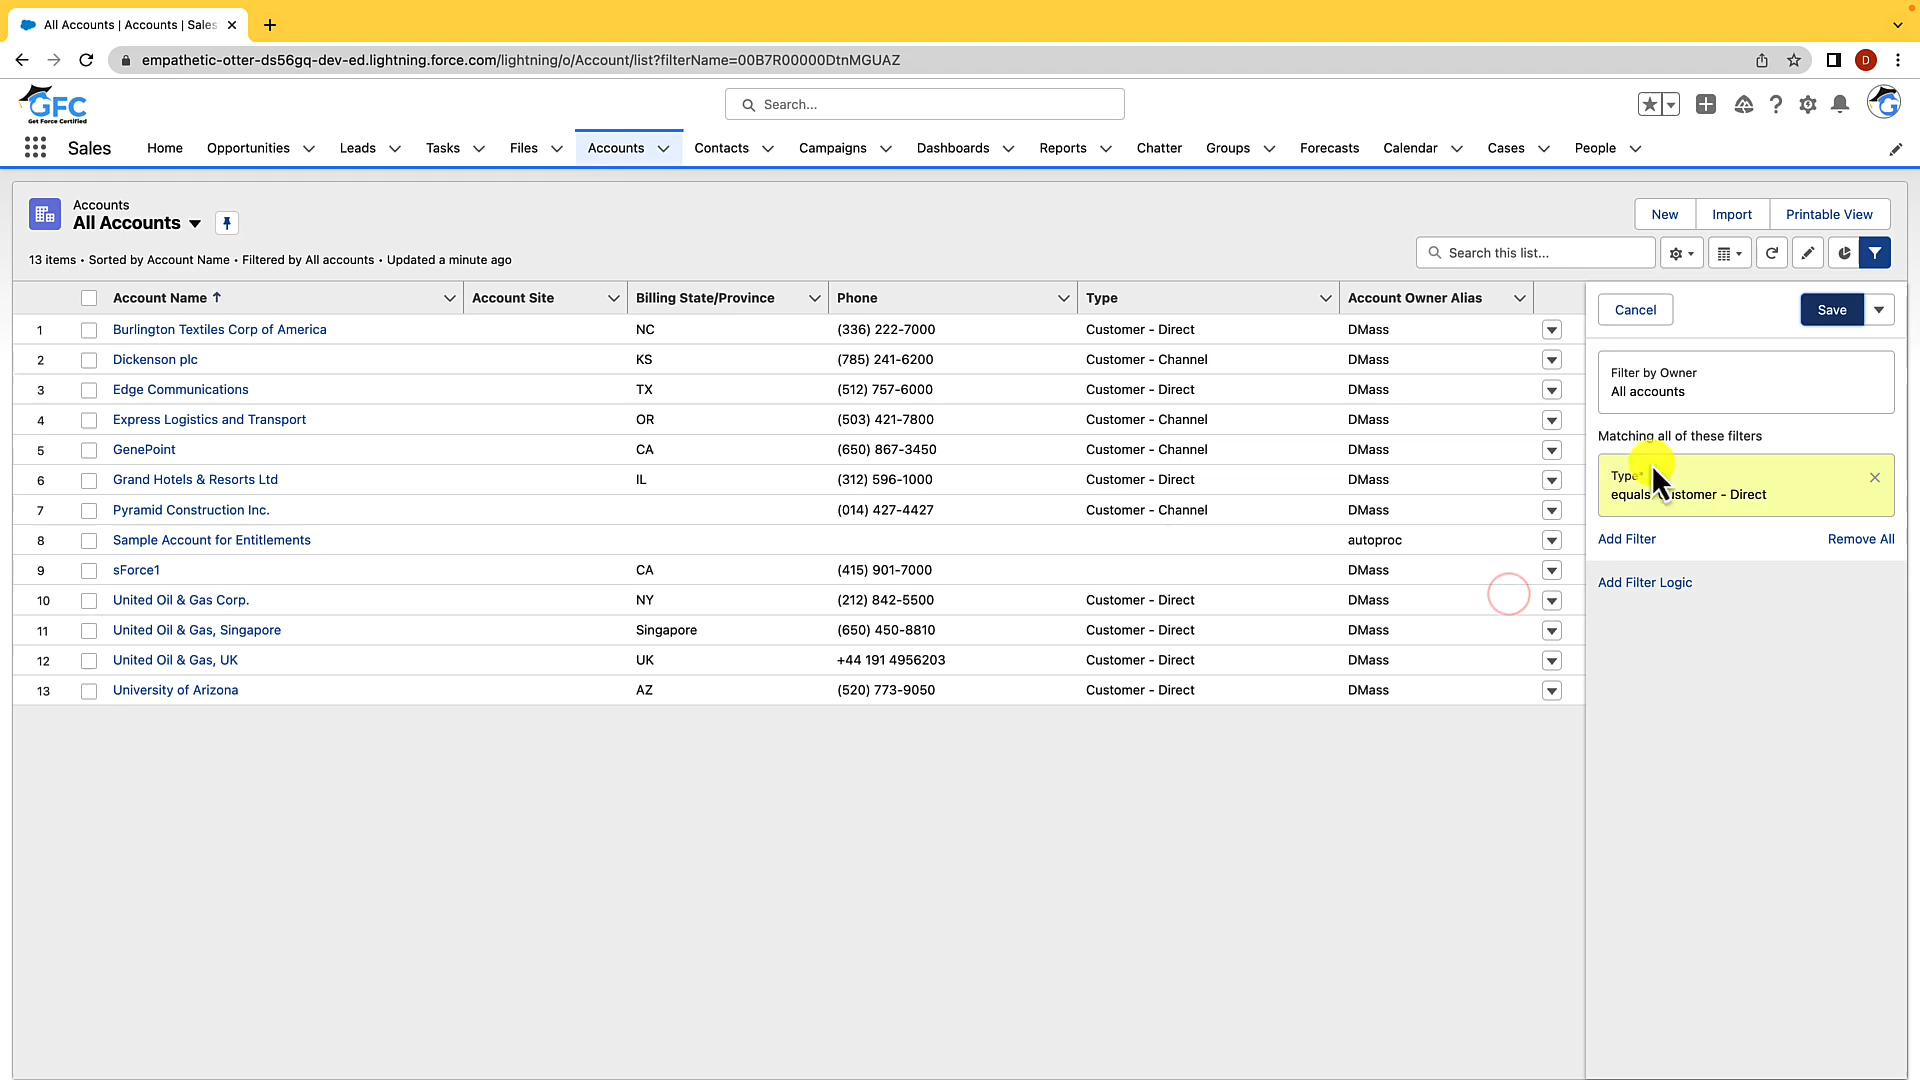 All Accounts | Accounts | Sales
empathetic-otter-ds56gq-dev-ed.lightning.force.com/lightning/o/Account/list?filterName=00B7R00000DtnMGUAZ
D
GFC
Get Force Certified
Search...
G
Sales Home Opportunities Leads Tasks Files Accounts Contacts Campaigns Dashboards Reports Chatter Groups Forecasts Calendar Cases People
Accounts
All Accounts
New Import Printable View
13 items • Sorted by Account Name • Filtered by All accounts • Updated a minute ago
Search this list...
Account Name Account Site Billing State/Province Phone Type Account Owner Alias
1 Burlington Textiles Corp of America NC (336) 222-7000 Customer - Direct DMass
2 Dickenson plc KS (785) 241-6200 Customer - Channel DMass
3 Edge Communications TX (512) 757-6000 Customer - Direct DMass
4 Express Logistics and Transport OR (503) 421-7800 Customer - Channel DMass
5 GenePoint CA (650) 867-3450 Customer - Channel DMass
6 Grand Hotels & Resorts Ltd IL (312) 596-1000 Customer - Direct DMass
7 Pyramid Construction Inc. (014) 427-4427 Customer - Channel DMass
8 Sample Account for Entitlements autoproc
9 sForce1 CA (415) 901-7000 DMass
10 United Oil & Gas Corp. NY (212) 842-5500 Customer - Direct DMass
11 United Oil & Gas, Singapore Singapore (650) 450-8810 Customer - Direct DMass
12 United Oil & Gas, UK UK +44 191 4956203 Customer - Direct DMass
13 University of Arizona AZ (520) 773-9050 Customer - Direct DMass
Cancel Save
Filter by Owner
All accounts
Matching all of these filters
Type*
equals - Direct
Add Filter Remove All
Add Filter Logic